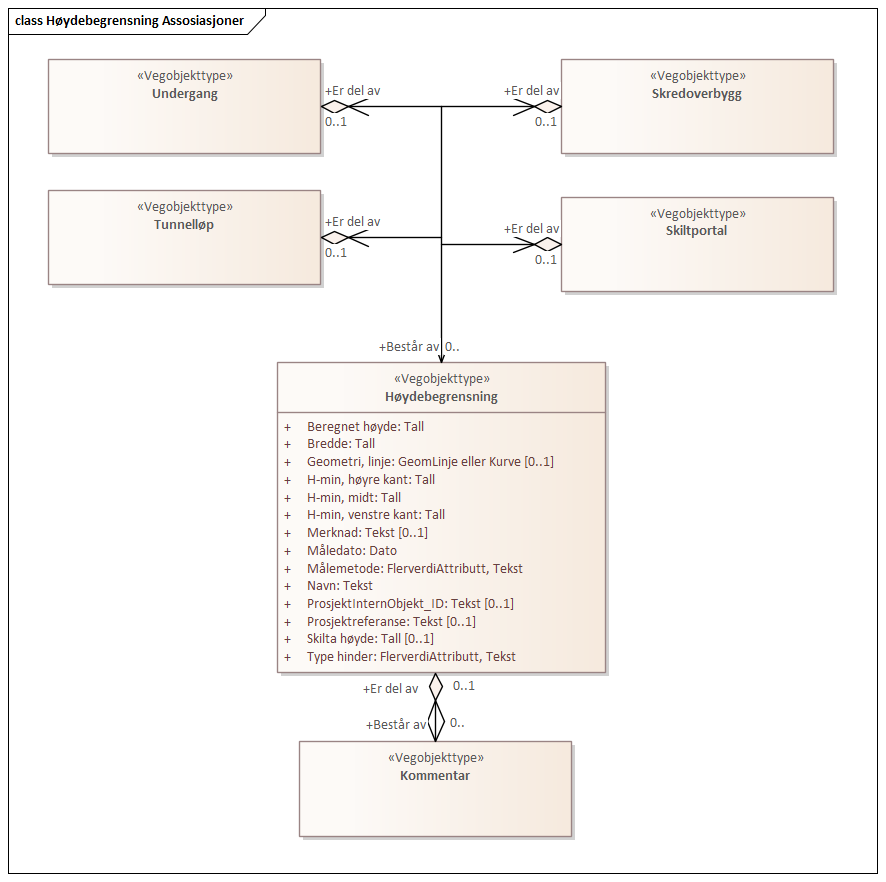 class Høydebegrensning Assosiasjoner
«Vegobjekttype»
Undergang
+Er del av
0..1
+Er del av
0..1
«Vegobjekttype»
Skredoverbygg
«Vegobjekttype»
Tunnelløp
+Er del av
0..1
+Er del av
0..1
«Vegobjekttype»
Skiltportal
+Består av 0..
«Vegobjekttype»
Høydebegrensning
+ Beregnet høyde: Tall
+ Bredde: Tall
+ Geometri, linje: GeomLinje eller Kurve [0..1]
+ H-min, høyre kant: Tall
+ H-min, midt: Tall
+ H-min, venstre kant: Tall
+ Merknad: Tekst [0..1]
+ Måledato: Dato
+ Målemetode: FlerverdiAttributt, Tekst
+ Navn: Tekst
+ ProsjektInternObjekt_ID: Tekst [0..1]
+ Prosjektreferanse: Tekst [0..1]
+ Skilta høyde: Tall [0..1]
+ Type hinder: FlerverdiAttributt, Tekst
+Er del av 0..1
+Består av 0..
«Vegobjekttype»
Kommentar